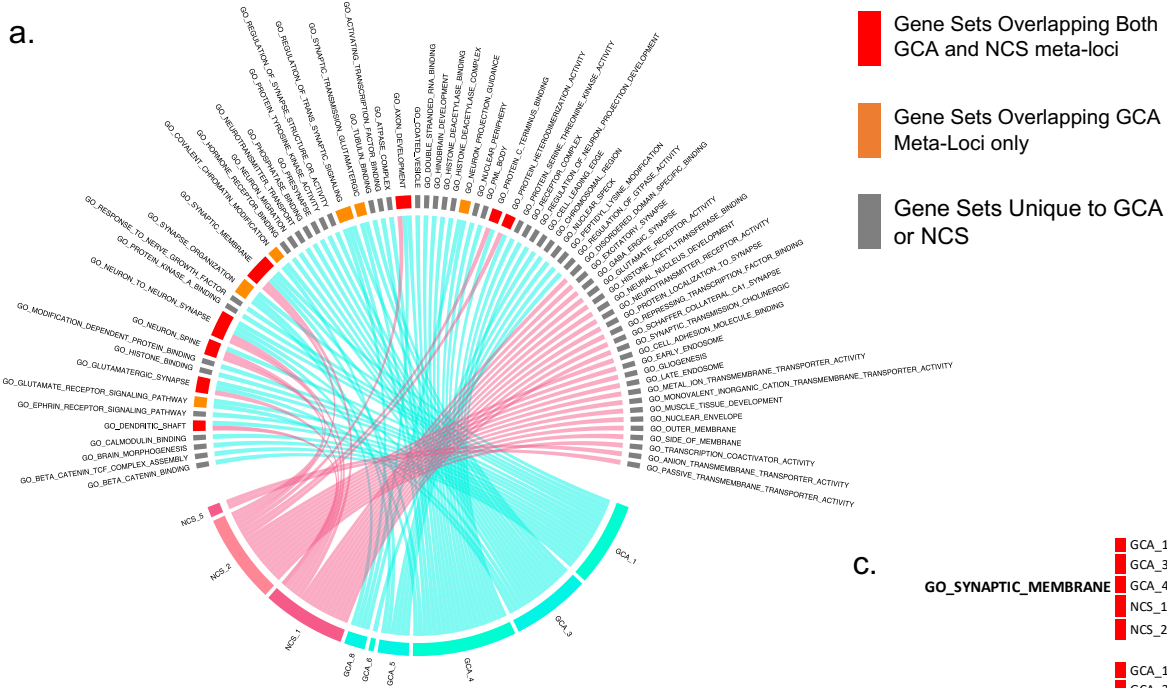 a.
GO_BETA_CATENIN_BINDING
GO_BETA_CATENIN_TCF_COMPLEX_ASSEMBLY
GO_BRAIN_MORPHOGENESIS
GO_CALMODULIN_BINDING
GO_DENDRITIC_SHAFT
GO_EPHRIN_RECEPTOR_SIGNALING_PATHWAY
GO_GLUTAMATE_RECEPTOR_SIGNALING_PATHWAY
GO_GLUTAMATERGIC_SYNAPSE
GO_HISTONE_BINDING
GO_MODIFICATION_DEPENDENT_PROTEIN_BINDING
GO_NEURON_SPINE
GO_NEURON_TO_NEURON_SYNAPSE
GO_PROTEIN_KINASE_A_BINDING
GO_RESPONSE_TO_NERVE_GROWTH_FACTOR
GO_SYNAPSE_ORGANIZATION
GO_SYNAPTIC_MEMBRANE
GO_COVALENT_CHROMATIN_MODIFICATION
GO_HORMONE_RECEPTOR_BINDING
GO_NEURON_MIGRATION
GO_NEUROTRANSMITTER_TRANSPORT
GO_PHOSPHATASE_BINDING
GO_PRESYNAPSE
GO_PROTEIN_TYROSINE_KINASE_ACTIVITY
GO_REGULATION_OF_SYNAPSE_STRUCTURE_OR_ACTIVITY
GO_REGULATION_OF_TRANS_SYNAPTIC_SIGNALING
GO_SYNAPTIC_TRANSMISSION_GLUTAMATERGIC
GO_TUBULIN_BINDING
GO_ACTIVATING_TRANSCRIPTION_FACTOR_BINDING
GO_ATPASE_COMPLEX
GO_AXON_DEVELOPMENT
GO_COATED_VESICLE
GO_DOUBLE_STRANDED_RNA_BINDING
GO_HINDBRAIN_DEVELOPMENT
GO_HISTONE_DEACETYLASE_BINDING
GO_HISTONE_DEACETYLASE_COMPLEX
GO_NEURON_PROJECTION_GUIDANCE
GO_NUCLEAR_PERIPHERY
GO_PML_BODY
GO_PROTEIN_C_TERMINUS_BINDING
GO_PROTEIN_HETERODIMERIZATION_ACTIVITY
GO_PROTEIN_SERINE_THREONINE_KINASE_ACTIVITY
GO_RECEPTOR_COMPLEX
GO_REGULATION_OF_NEURON_PROJECTION_DEVELOPMENT
GO_CELL_LEADING_EDGE
GO_CHROMOSOMAL_REGION
GO_NUCLEAR_SPECK
GO_PEPTIDYL_LYSINE_MODIFICATION
GO_REGULATION_OF_GTPASE_ACTIVITY
GO_DISORDERED_DOMAIN_SPECIFIC_BINDING
GO_EXCITATORY_SYNAPSE
GO_GABA_ERGIC_SYNAPSE
GO_GLUTAMATE_RECEPTOR_ACTIVITY
GO_HISTONE_ACETYLTRANSFERASE_BINDING
GO_NEURAL_NUCLEUS_DEVELOPMENT
GO_NEUROTRANSMITTER_RECEPTOR_ACTIVITY
GO_PROTEIN_LOCALIZATION_TO_SYNAPSE
GO_REPRESSING_TRANSCRIPTION_FACTOR_BINDING
GO_SCHAFFER_COLLATERAL_CA1_SYNAPSE
GO_SYNAPTIC_TRANSMISSION_CHOLINERGIC
GO_CELL_ADHESION_MOLECULE_BINDING
GO_EARLY_ENDOSOME
GO_GLIOGENESIS
GO_LATE_ENDOSOME
GO_METAL_ION_TRANSMEMBRANE_TRANSPORTER_ACTIVITY
GO_MONOVALENT_INORGANIC_CATION_TRANSMEMBRANE_TRANSPORTER_ACTIVITY
GO_MUSCLE_TISSUE_DEVELOPMENT
GO_NUCLEAR_ENVELOPE
GO_OUTER_MEMBRANE
GO_SIDE_OF_MEMBRANE
GO_TRANSCRIPTION_COACTIVATOR_ACTIVITY
GO_ANION_TRANSMEMBRANE_TRANSPORTER_ACTIVITY
GO_PASSIVE_TRANSMEMBRANE_TRANSPORTER_ACTIVITY
GCA_1
GCA_3
GCA_4
GCA_5
GCA_6
GCA_8
NCS_1
NCS_2
NCS_5
Gene Sets Overlapping Both
GCA and NCS meta-loci
Gene Sets Overlapping GCA
Meta-Loci only
Gene Sets Unique to GCA
or NCS
c.
GO_SYNAPTIC_MEMBRANE
GCA_1
GCA_3
GCA_4
NCS_1
NCS_2
GCA_1